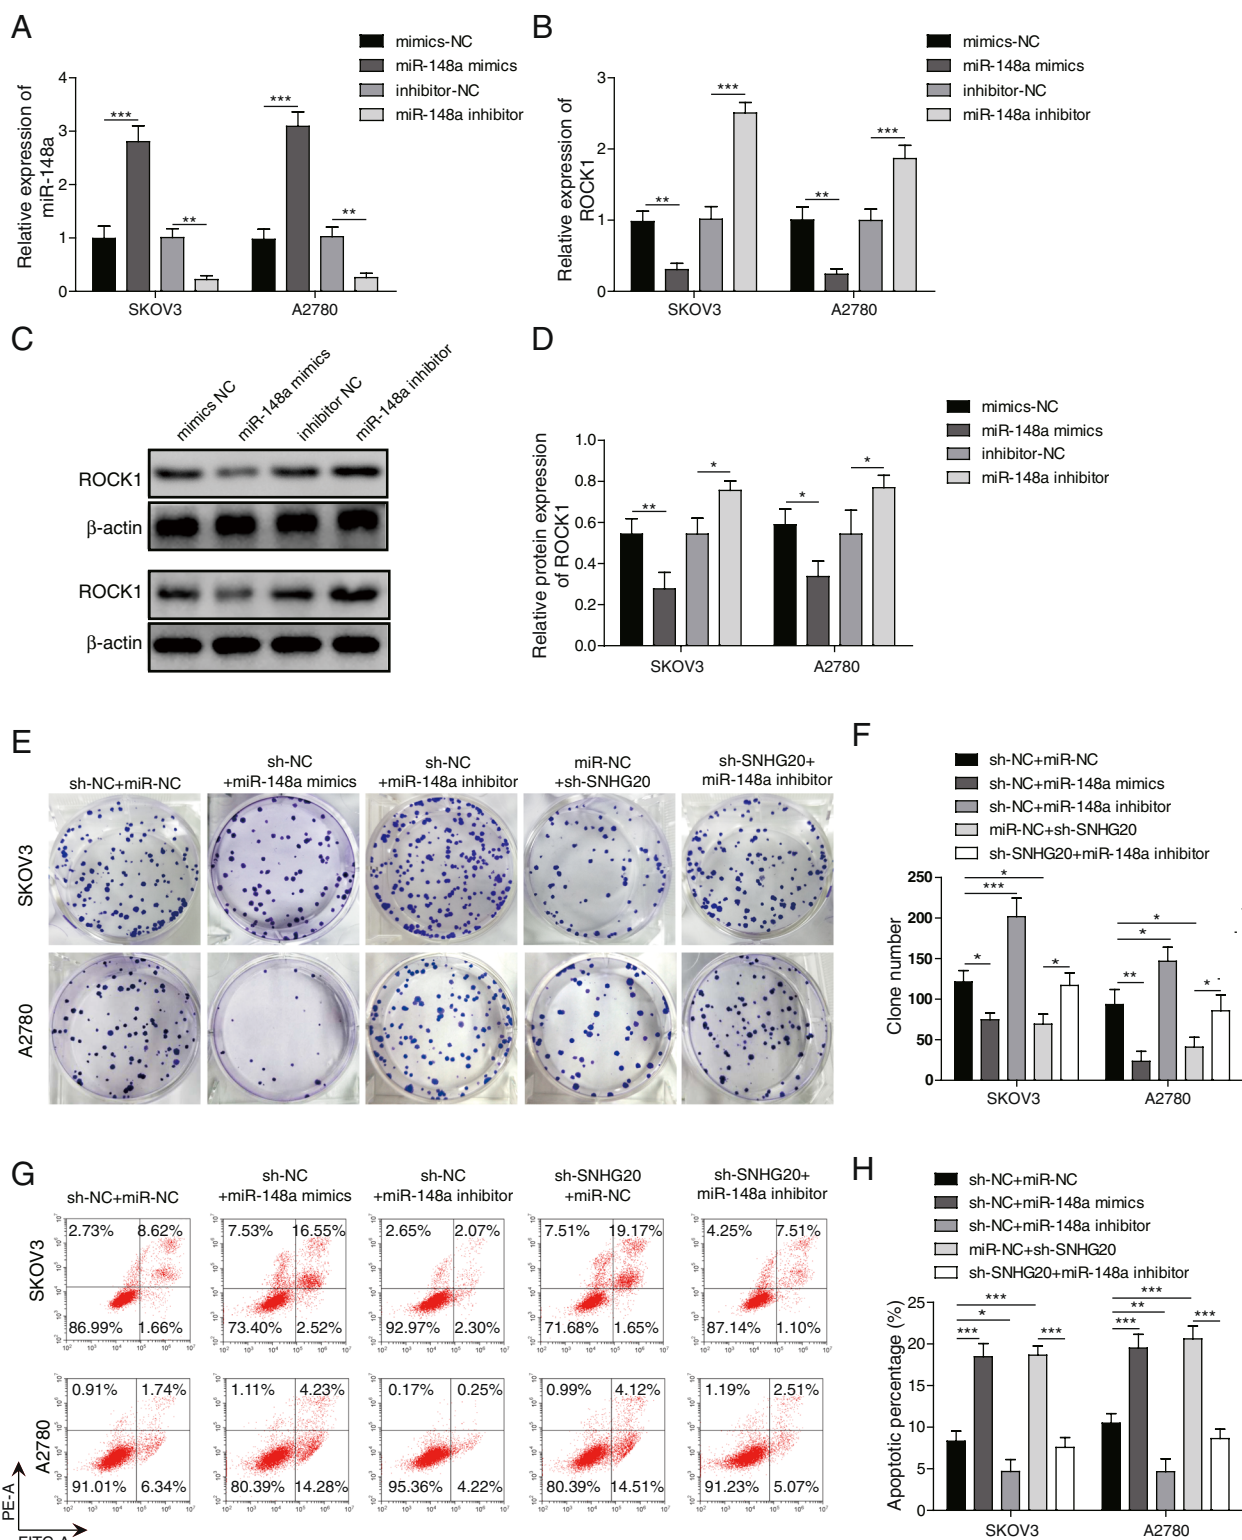 A
mimics-NC
miR-148a mimics
inhibitor-NC
miR-148a inhibitor
Relative expression of
miR-148a
4
3
2
1
0
***
**
***
**
SKOV3
A2780
B
mimics-NC
miR-148a mimics
inhibitor-NC
miR-148a inhibitor
Relative expression of
ROCK1
3
2
1
0
**
***
**
***
SKOV3
A2780
C
mimics NC
miR-148a mimics
inhibitor NC
miR-148a inhibitor
ROCK1
β-actin
ROCK1
β-actin
D
mimics-NC
miR-148a mimics
inhibitor-NC
miR-148a inhibitor
Relative protein expression
of ROCK1
1.0
0.8
0.6
0.4
0.2
0.0
**
*
*
*
SKOV3
A2780
E
sh-NC+miR-NC
sh-NC
+miR-148a mimics
sh-NC
+miR-148a inhibitor
miR-NC
+sh-SNHG20
sh-SNHG20+
miR-148a inhibitor
SKOV3
A2780
F
sh-NC+miR-NC
sh-NC+miR-148a mimics
sh-NC+miR-148a inhibitor
miR-NC+sh-SNHG20
sh-SNHG20+miR-148a inhibitor
Clone number
250
200
150
100
50
0
*
***
*
*
*
*
**
*
SKOV3
A2780
G
sh-NC+miR-NC
sh-NC
+miR-148a mimics
sh-NC
+miR-148a inhibitor
sh-SNHG20
+miR-NC
sh-SNHG20+
miR-148a inhibitor
SKOV3
2.73% 8.62%
86.99% 1.66%
7.53% 16.55%
73.40% 2.52%
2.65% 2.07%
92.97% 2.30%
7.51% 19.17%
71.68% 1.65%
4.25% 7.51%
87.14% 1.10%
A2780
0.91% 1.74%
91.01% 6.34%
1.11% 4.23%
80.39% 14.28%
0.17% 0.25%
95.36% 4.22%
0.99% 4.12%
80.39% 14.51%
1.19% 2.51%
91.23% 5.07%
PE-A
FITC-A
H
sh-NC+miR-NC
sh-NC+miR-148a mimics
sh-NC+miR-148a inhibitor
miR-NC+sh-SNHG20
sh-SNHG20+miR-148a inhibitor
Apoptotic percentage (%)
25
20
15
10
5
0
***
*
***
***
***
**
***
***
SKOV3
A2780